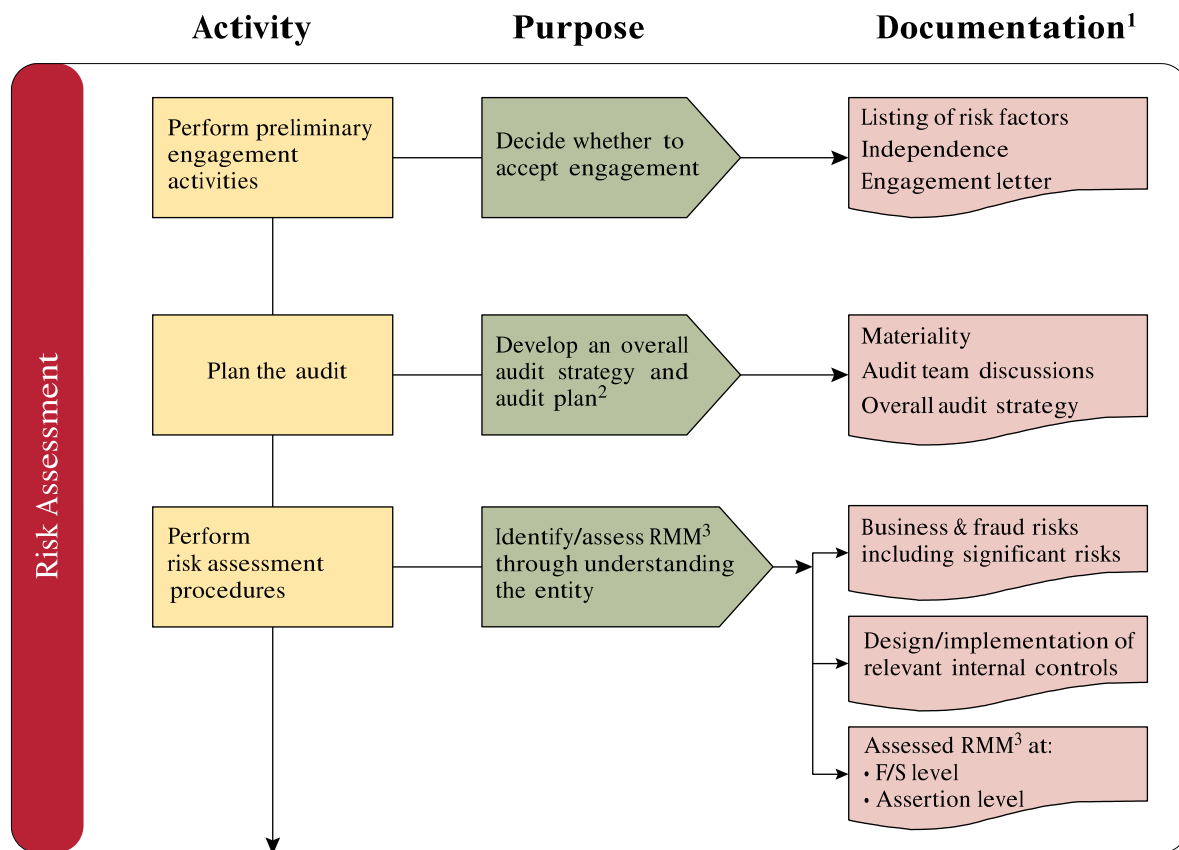 Activity
Purpose
Documentation¹
Risk Assessment
Perform preliminary
engagement
activities
Decide whether to
accept engagement
Listing of risk factors
Independence
Engagement letter
Plan the audit
Develop an overall
audit strategy and
audit plan²
Materiality
Audit team discussions
Overall audit strategy
Perform
risk assessment
procedures
Identify/assess RMM³
through understanding
the entity
Business & fraud risks
including significant risks
Design/implementation of
relevant internal controls
Assessed RMM³ at:
• F/S level
• Assertion level